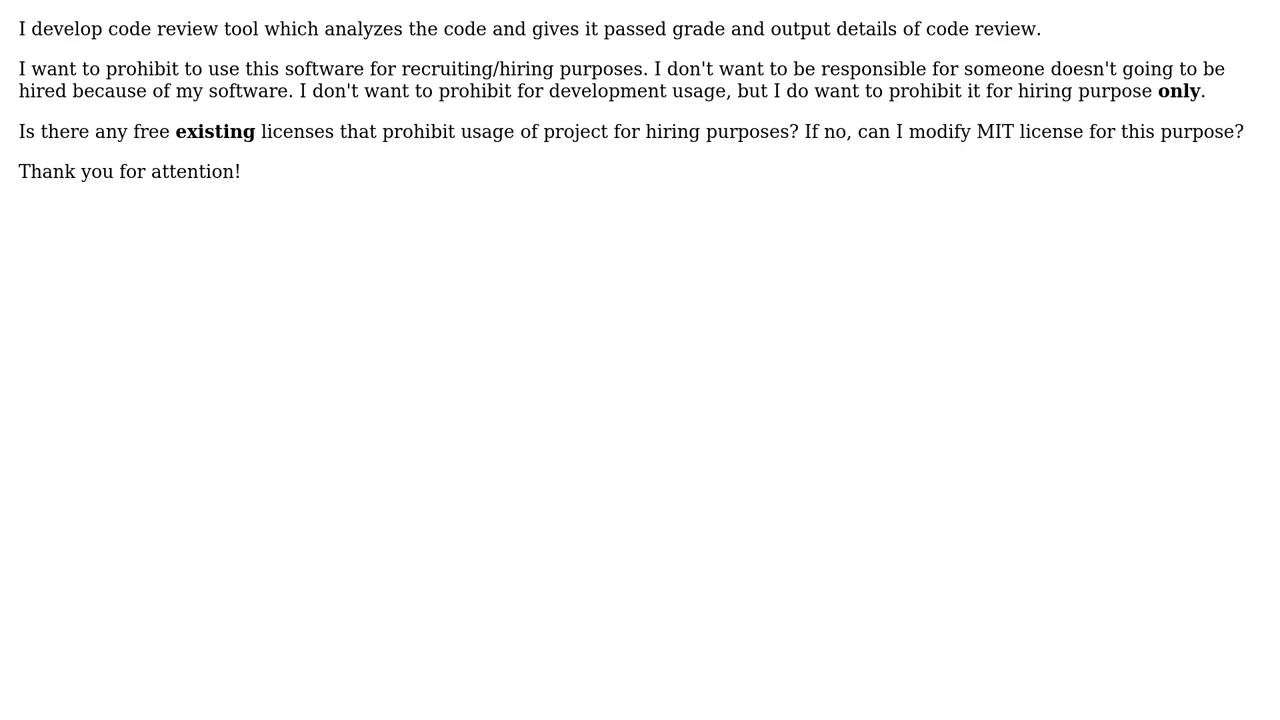 I develop code review tool which analyzes the code and gives it passed grade and output details of code review.
I want to prohibit to use this software for recruiting/hiring purposes. I don't want to be responsible for someone doesn't going to be
hired because of my software. I don't want to prohibit for development usage, but I do want to prohibit it for hiring purpose only.
Is there any free existing licenses that prohibit usage of project for hiring purposes? If no, can I modify MIT license for this purpose?
Thank you for attention!